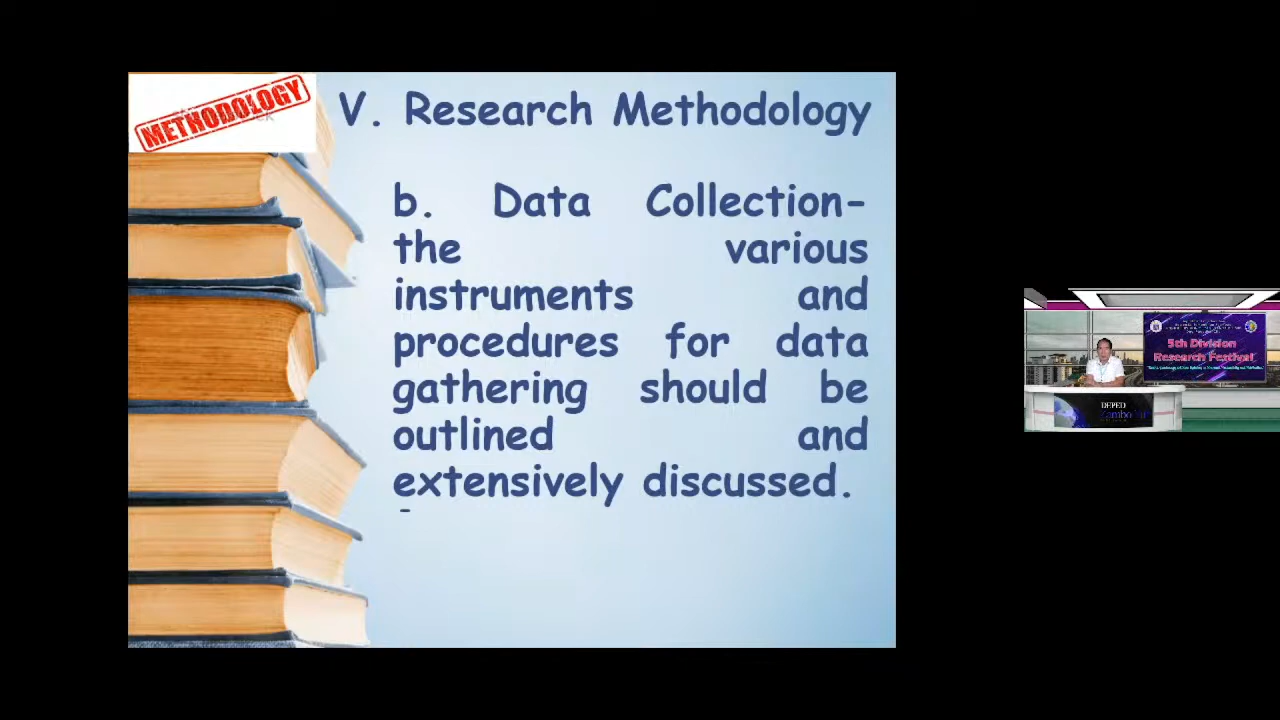 METHODOLOGY
V. Research Methodology
b. Data Collection-
the various
instruments and
procedures for data
gathering should be
outlined and
extensively discussed.
5th Division
Research Festival
DEPED